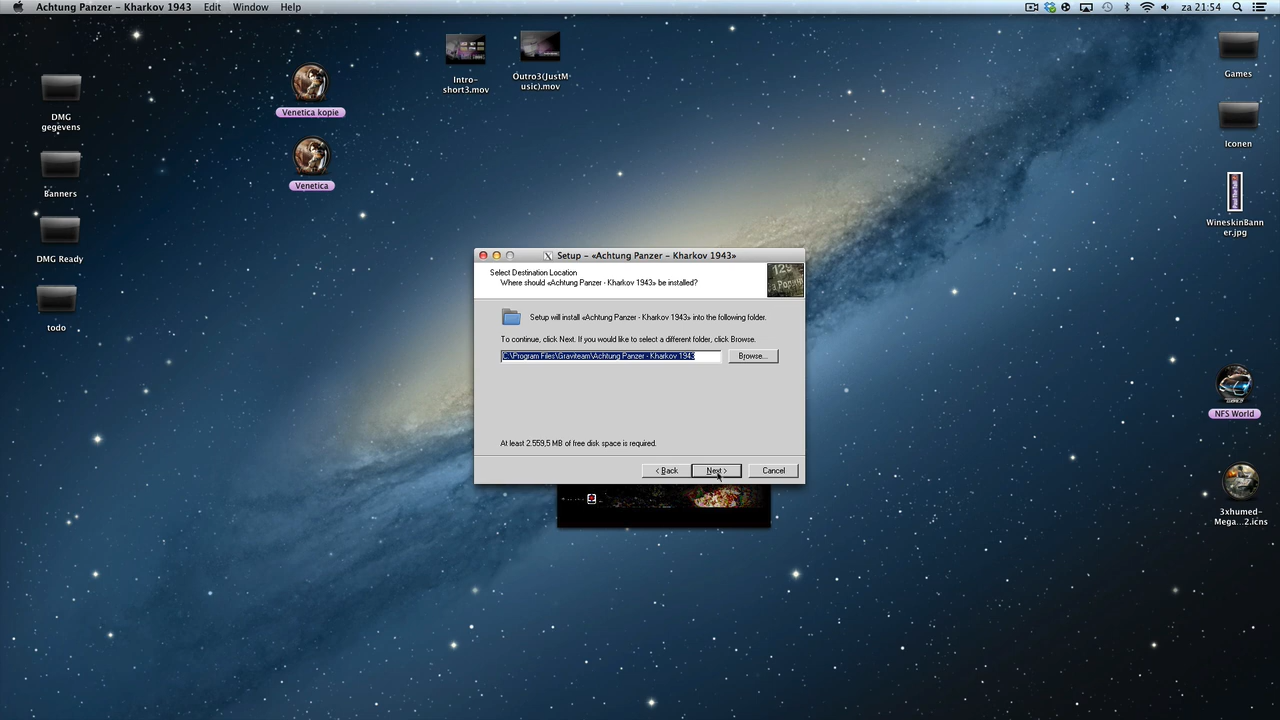 Achtung Panzer - Kharkov 1943 Edit Window Help
za 21:54
Intro-
short3.mov
Outro3(JustM
usic).mov
Games
DMG
gegevens
Venetica kopie
Iconen
Banners
Venetica
WineskinBann
er.jpg
DMG Ready
todo
Setup - «Achtung Panzer - Kharkov 1943»
Select Destination Location
Where should «Achtung Panzer - Kharkov 1943» be installed?
Setup will install «Achtung Panzer - Kharkov 1943» into the following folder.
To continue, click Next. If you would like to select a different folder, click Browse.
C:\Program Files\Graviteam\Achtung Panzer - Kharkov 1943
Browse...
At least 2.559,5 MB of free disk space is required.
< Back
Next >
Cancel
NFS World
3xhumed-
Mega...2.icns